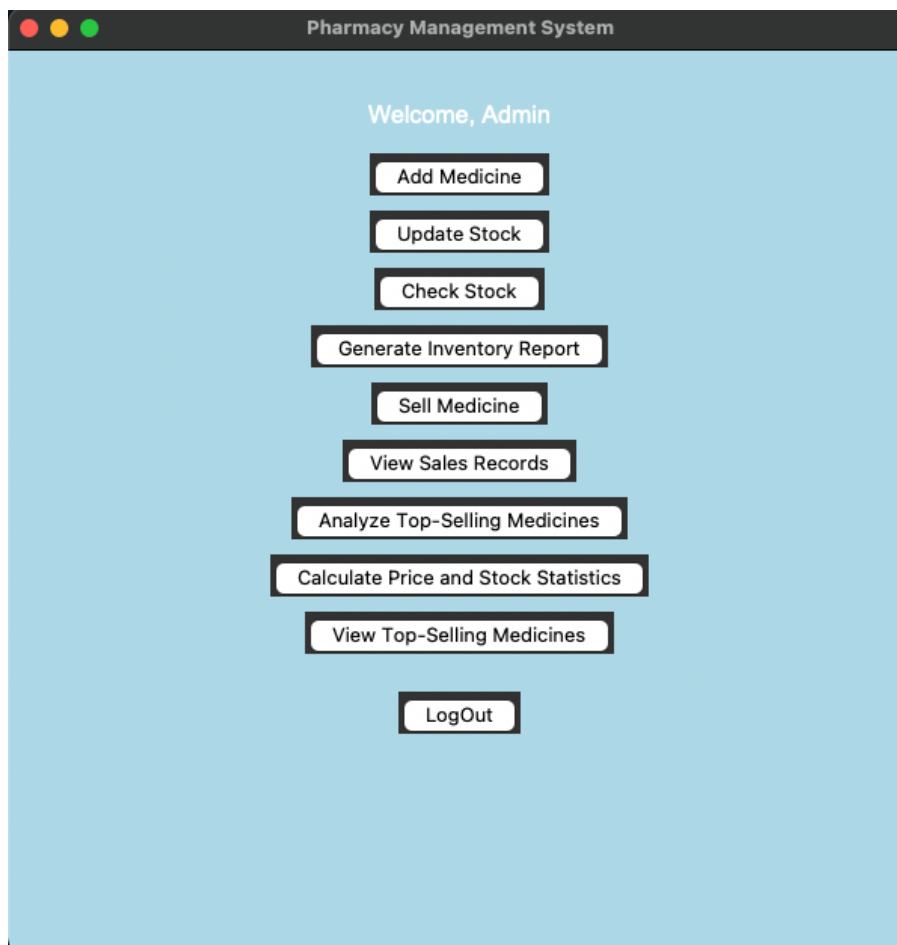 Pharmacy Management System
Welcome, Admin
Add Medicine
Update Stock
Check Stock
Generate Inventory Report
Sell Medicine
View Sales Records
Analyze Top-Selling Medicines
Calculate Price and Stock Statistics
View Top-Selling Medicines
LogOut